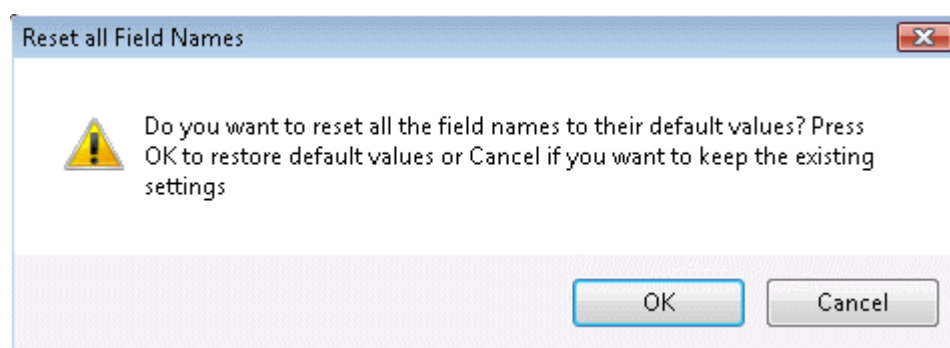 Reset all Field Names
Do you want to reset all the field names to their default values? Press
OK to restore default values or Cancel if you want to keep the existing
settings
OK
Cancel